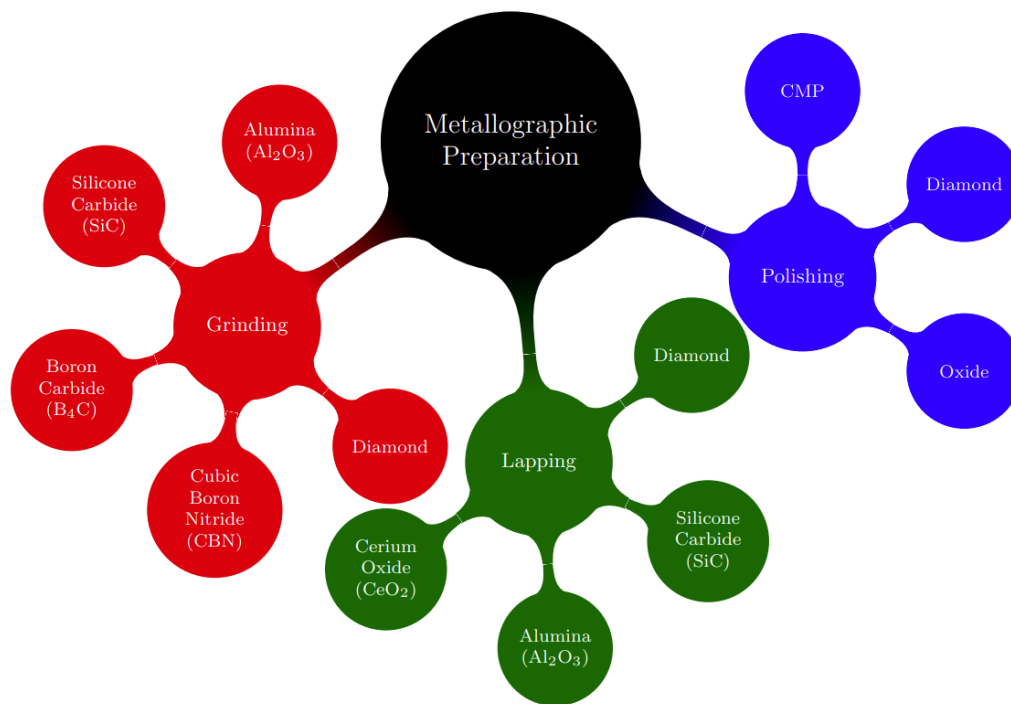 Metallographic
Preparation
Grinding
Alumina
(Al₂O₃)
Silicone
Carbide
(SiC)
Boron
Carbide
(B₄C)
Cubic
Boron
Nitride
(CBN)
Diamond
Lapping
Cerium
Oxide
(CeO₂)
Alumina
(Al₂O₃)
Silicone
Carbide
(SiC)
Diamond
Polishing
CMP
Diamond
Oxide